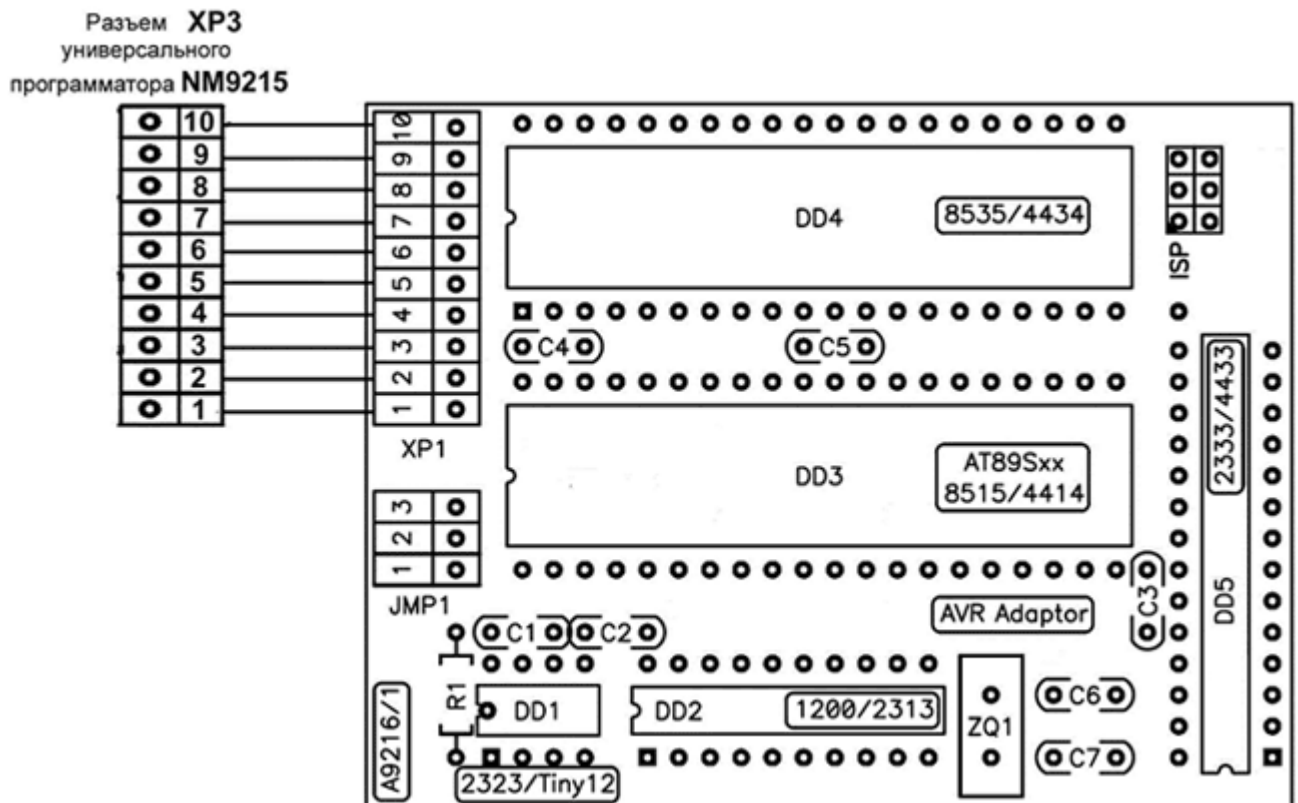 Разъем XP3
универсального
программатора NM9215
10 10
9 9
8 8
7 7
6 6
5 5
4 4
3 3
2 2
1 1
XP1
3
2
1
JMP1
DD4
8535/4434
ISP
C4
C5
DD3
AT89Sxx
8515/4414
2333/4433
DD5
C3
AVR Adaptor
C1
C2
R1
A9216/1
DD1
2323/Tiny12
DD2
1200/2313
ZQ1
C6
C7